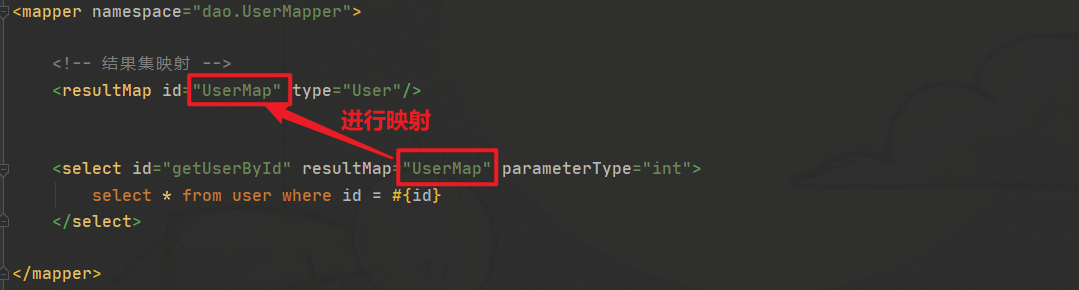 <mapper namespace="dao.UserMapper">
<!-- 结果集映射 -->
<resultMap id="UserMap" type="User"/>
进行映射
<select id="getUserById" resultMap="UserMap" parameterType="int">
select * from user where id = #{id}
</select>
</mapper>